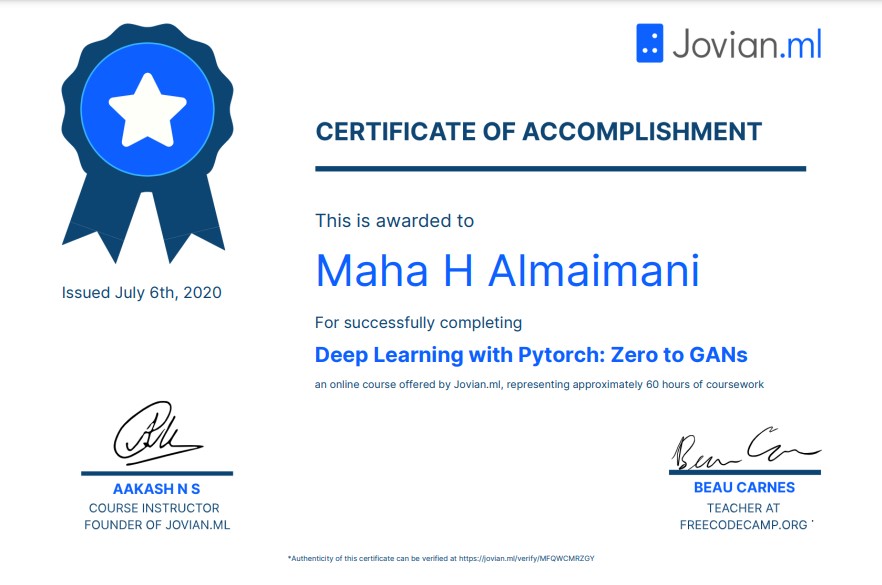 Jovian.ml
CERTIFICATE OF ACCOMPLISHMENT
This is awarded to
Maha H Almaimani
Issued July 6th, 2020
For successfully completing
Deep Learning with Pytorch: Zero to GANs
an online course offered by Jovian.ml, representing approximately 60 hours of coursework
Beau Carnes
AAKASH N S
COURSE INSTRUCTOR
FOUNDER OF JOVIAN.ML
BEAU CARNES
TEACHER AT
FREECODECAMP.ORG
*Authenticity of this certificate can be verified at https://jovian.ml/verify/MFQWCMRZGY